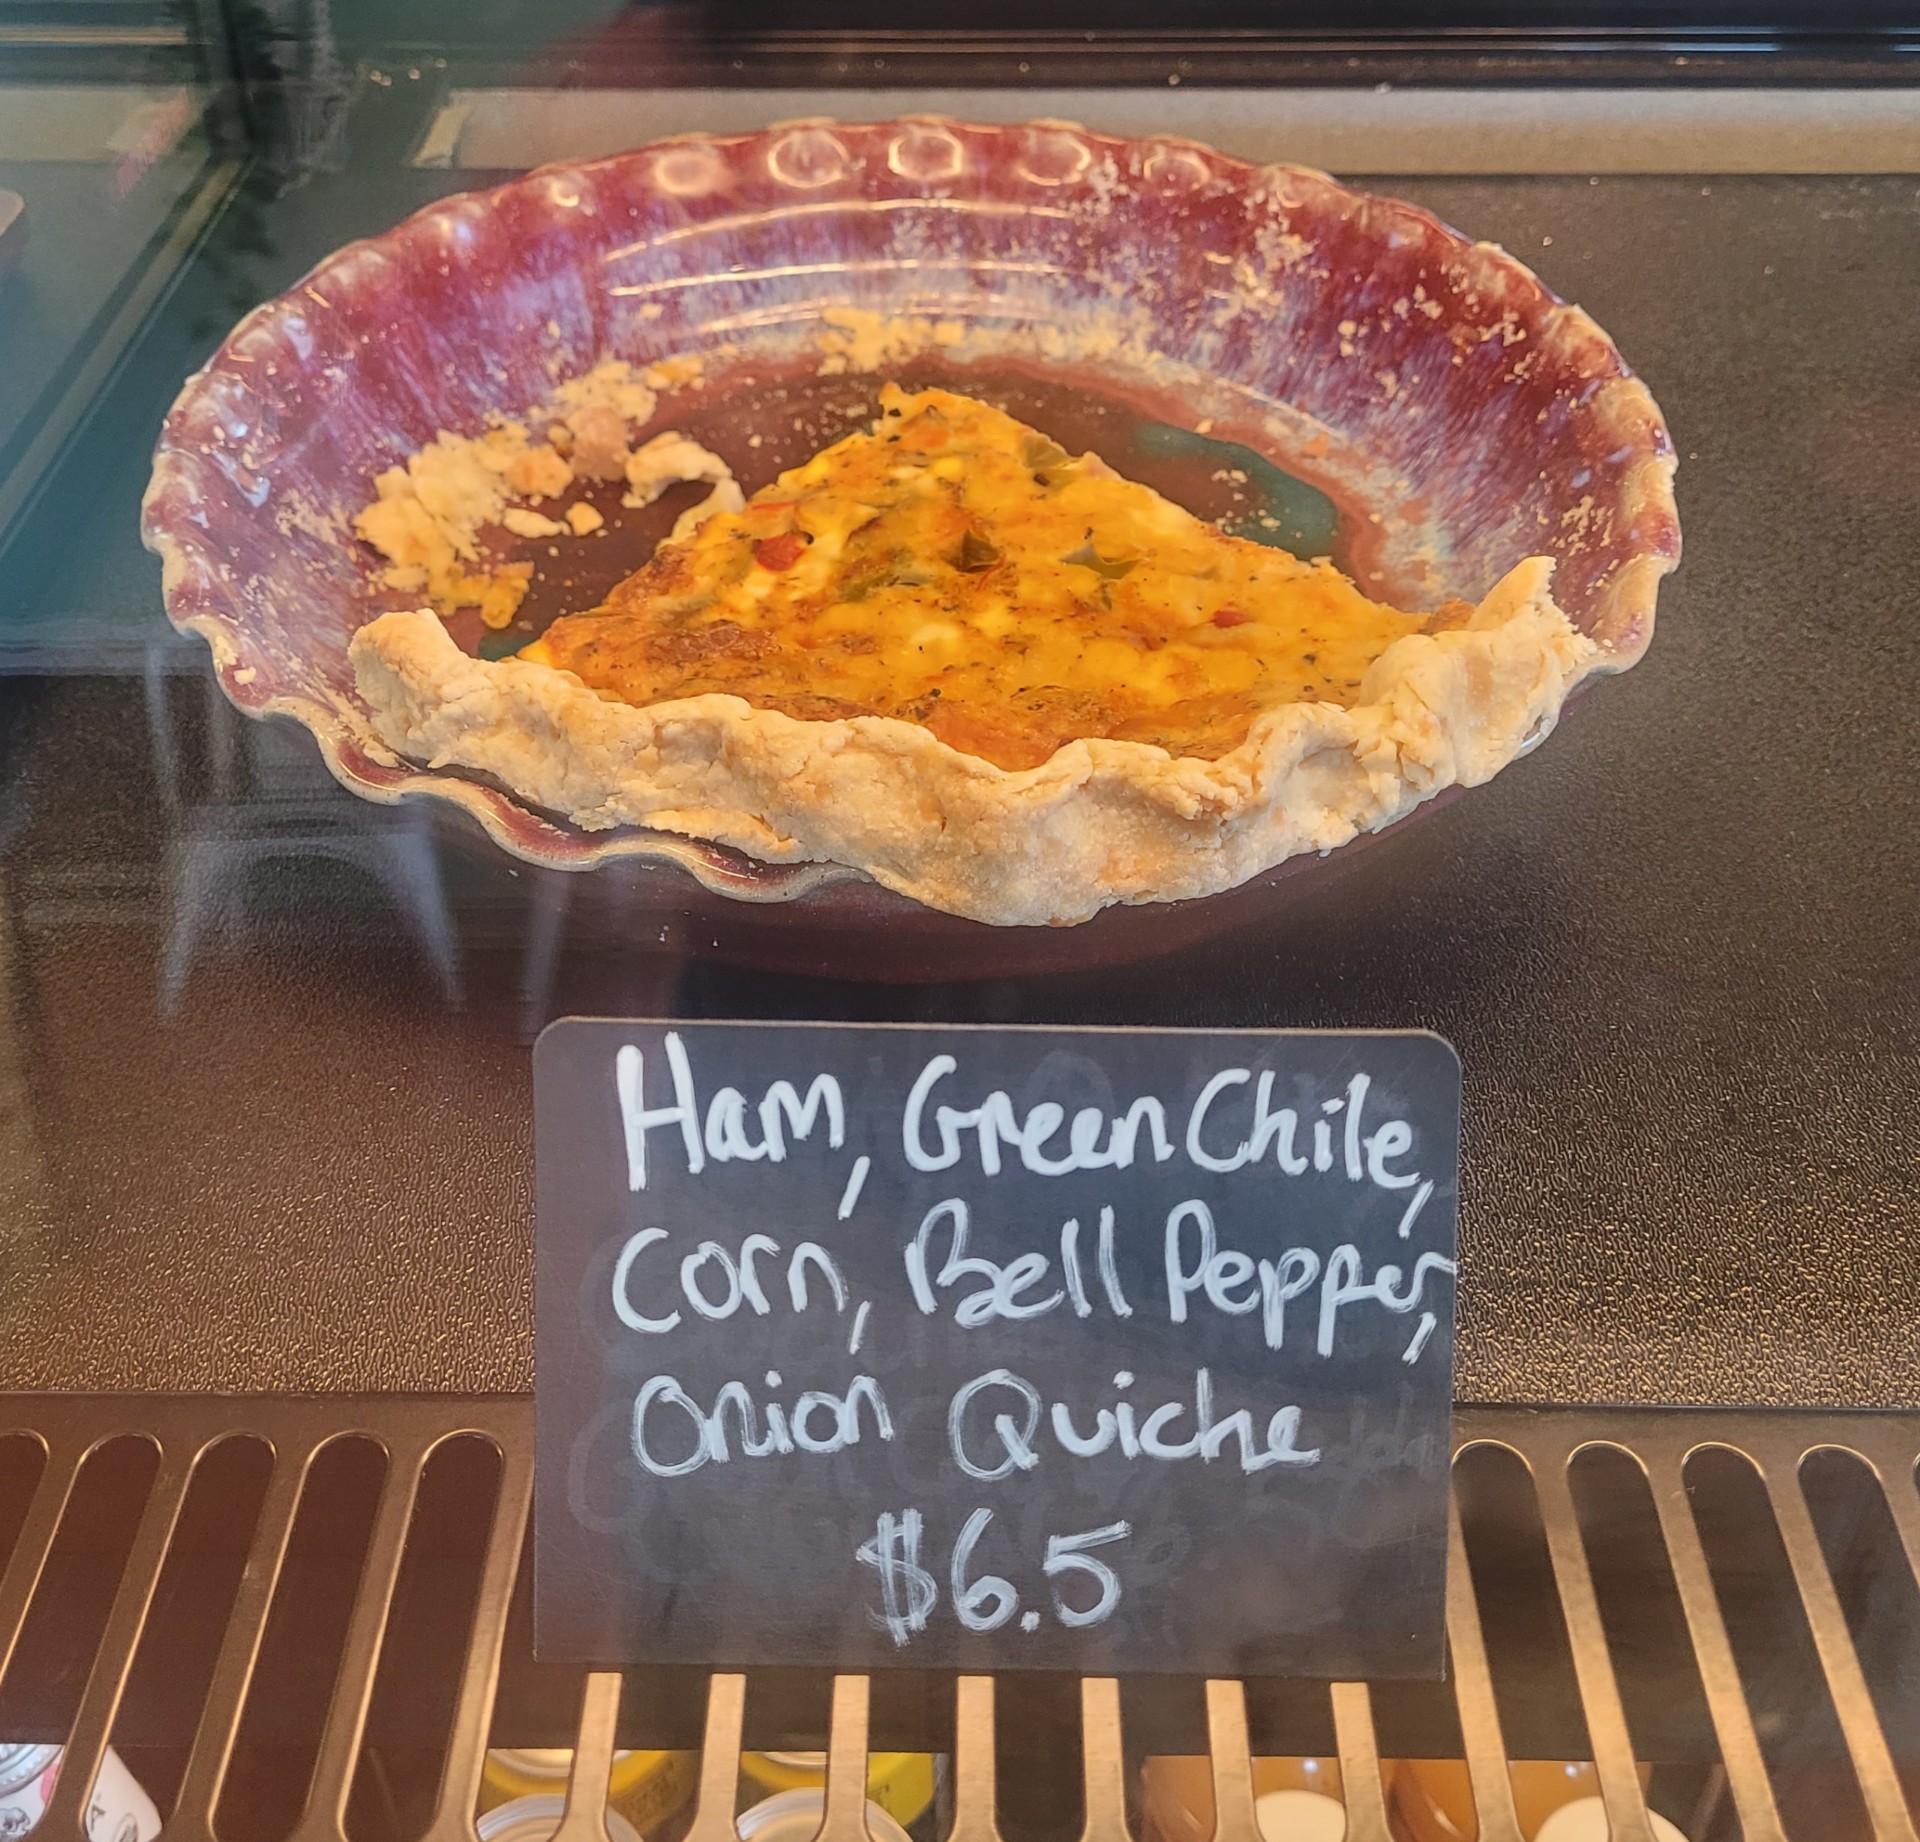 Ham, Green Chile,
Corn, Bell Pepper,
Onion Quiche
$6.5